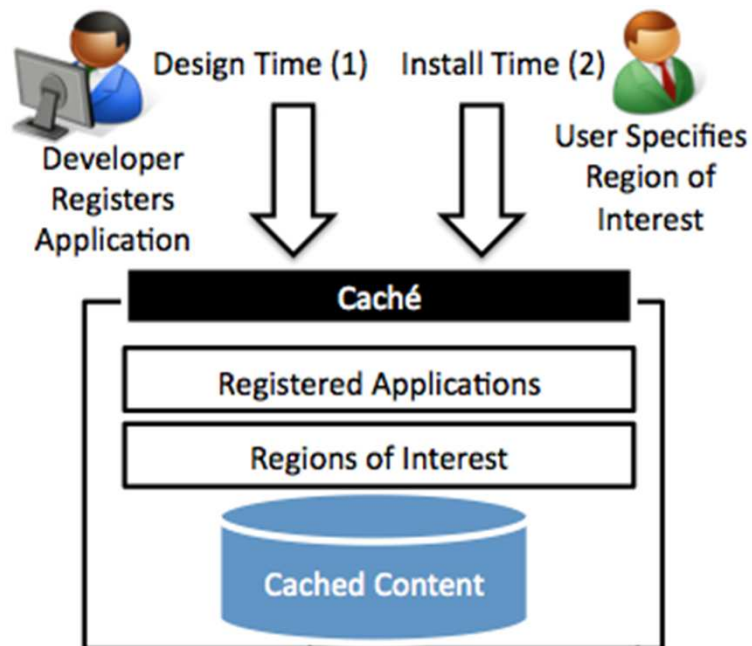 Design Time (1)
Install Time (2)
Developer
Registers
Application
User Specifies
Region of
Interest
Caché
Registered Applications
Regions of Interest
Cached Content